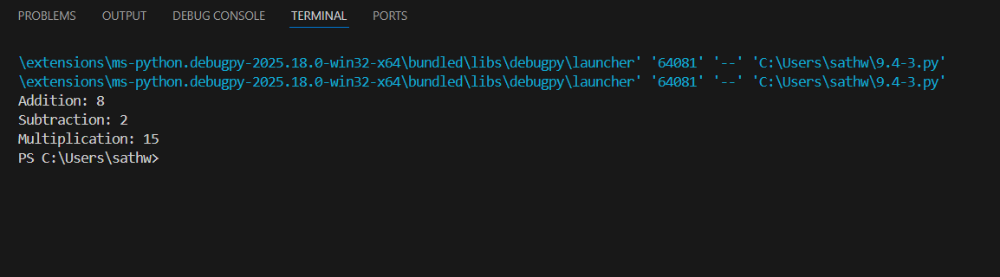 PROBLEMS OUTPUT DEBUG CONSOLE TERMINAL PORTS
\extensions\ms-python.debugpy-2025.18.0-win32-x64\bundled\libs\debugpy\launcher' '64081' '--' 'C:\Users\sathw\9.4-3.py'
\extensions\ms-python.debugpy-2025.18.0-win32-x64\bundled\libs\debugpy\launcher' '64081' '--' 'C:\Users\sathw\9.4-3.py'
Addition: 8
Subtraction: 2
Multiplication: 15
PS C:\Users\sathw>